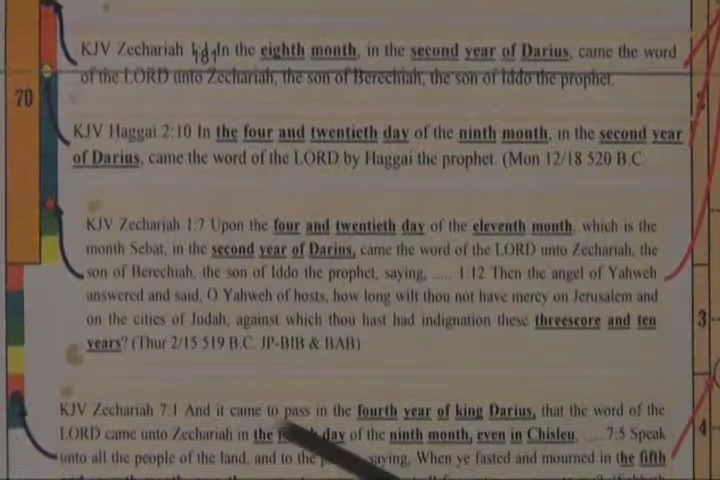 KJV Zechariah 1:1 In the eighth month, in the second year of Darius, came the word
of the LORD unto Zechariah, the son of Berechiah, the son of Iddo the prophet.
70
KJV Haggai 2:10 In the four and twentieth day of the ninth month, in the second year
of Darius, came the word of the LORD by Haggai the prophet. (Mon 12/18 520 B.C.
KJV Zechariah 1:7 Upon the four and twentieth day of the eleventh month, which is the
month Sebat, in the second year of Darius, came the word of the LORD unto Zechariah, the
son of Berechiah, the son of Iddo the prophet, saying, ..... 1:12 Then the angel of Yahweh
answered and said, O Yahweh of hosts, how long wilt thou not have mercy on Jerusalem and
on the cities of Judah, against which thou hast had indignation these threescore and ten
3
years? (Thur 2/15 519 B.C. JP-BIB & BAB)
KJV Zechariah 7:1 And it came to pass in the fourth year of king Darius, that the word of the
LORD came unto Zechariah in the day of the ninth month, even in Chisleu, .....7:5 Speak
4
unto all the people of the land, and to the saying, When ye fasted and mourned in the fifth